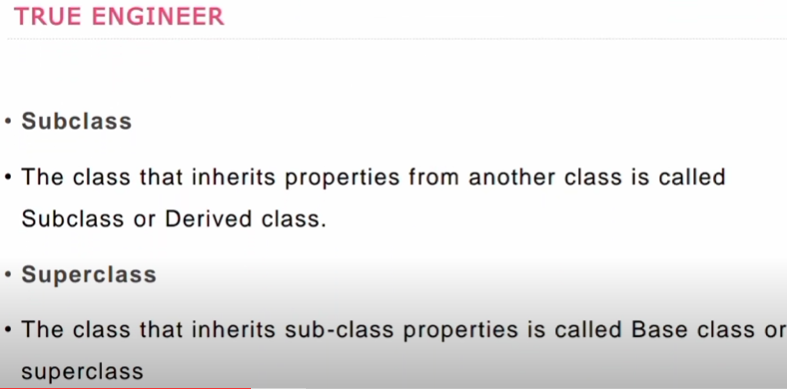 TRUE ENGINEER
• Subclass
• The class that inherits properties from another class is called
Subclass or Derived class.
• Superclass
• The class that inherits sub-class properties is called Base class or
superclass